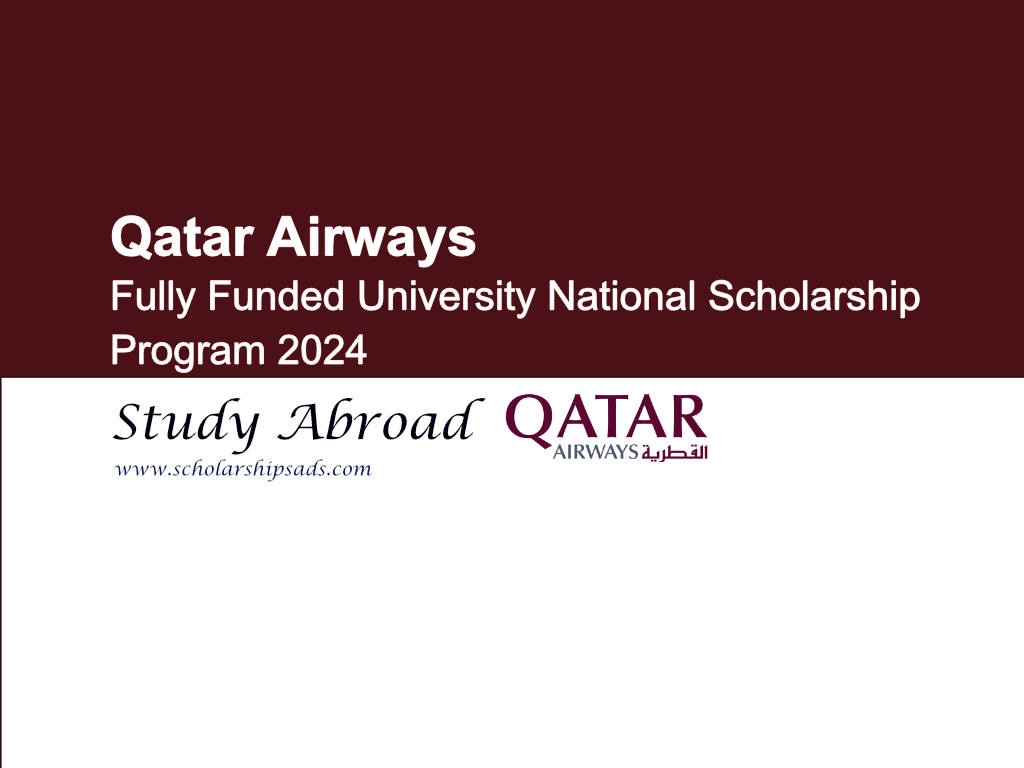 Qatar Airways
Fully Funded University National Scholarship
Program 2024
Study Abroad
www.scholarshipsads.com
QATAR
AIRWAYS القطرية